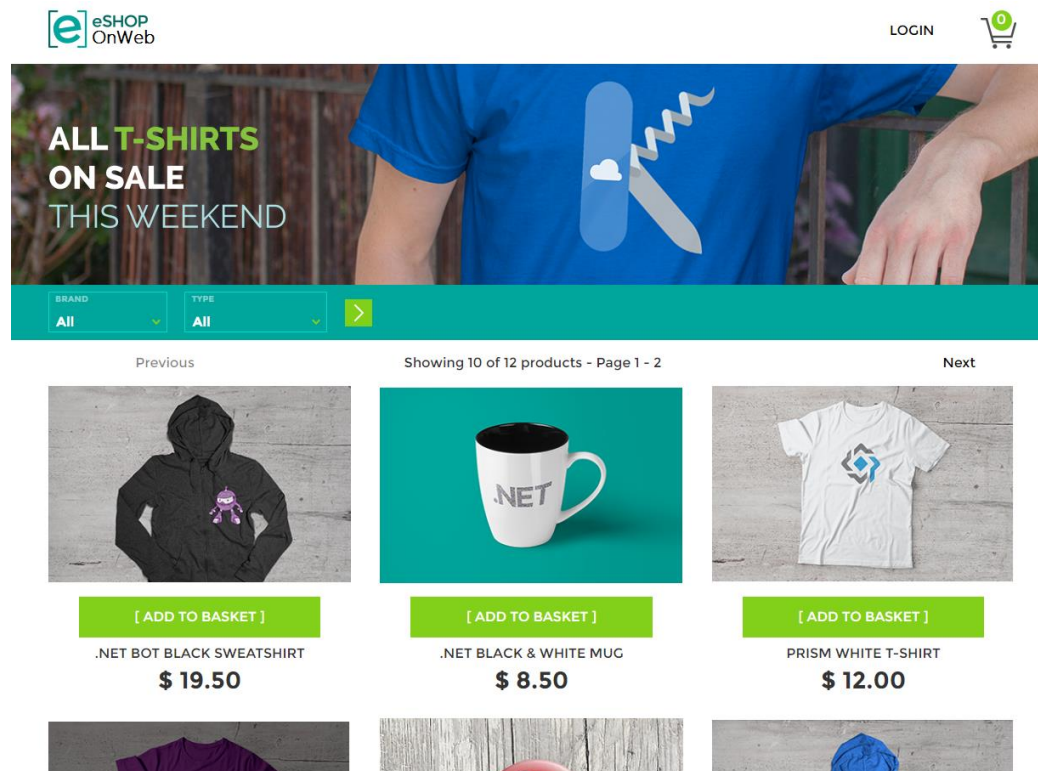 eSHOP
OnWeb
LOGIN
0
ALL T-SHIRTS
ON SALE
THIS WEEKEND
BRAND
All
TYPE
All
Previous
Showing 10 of 12 products - Page 1 - 2
Next
.NET
[ ADD TO BASKET ]
[ ADD TO BASKET ]
[ ADD TO BASKET ]
.NET BOT BLACK SWEATSHIRT
.NET BLACK & WHITE MUG
PRISM WHITE T-SHIRT
$ 19.50
$ 8.50
$ 12.00